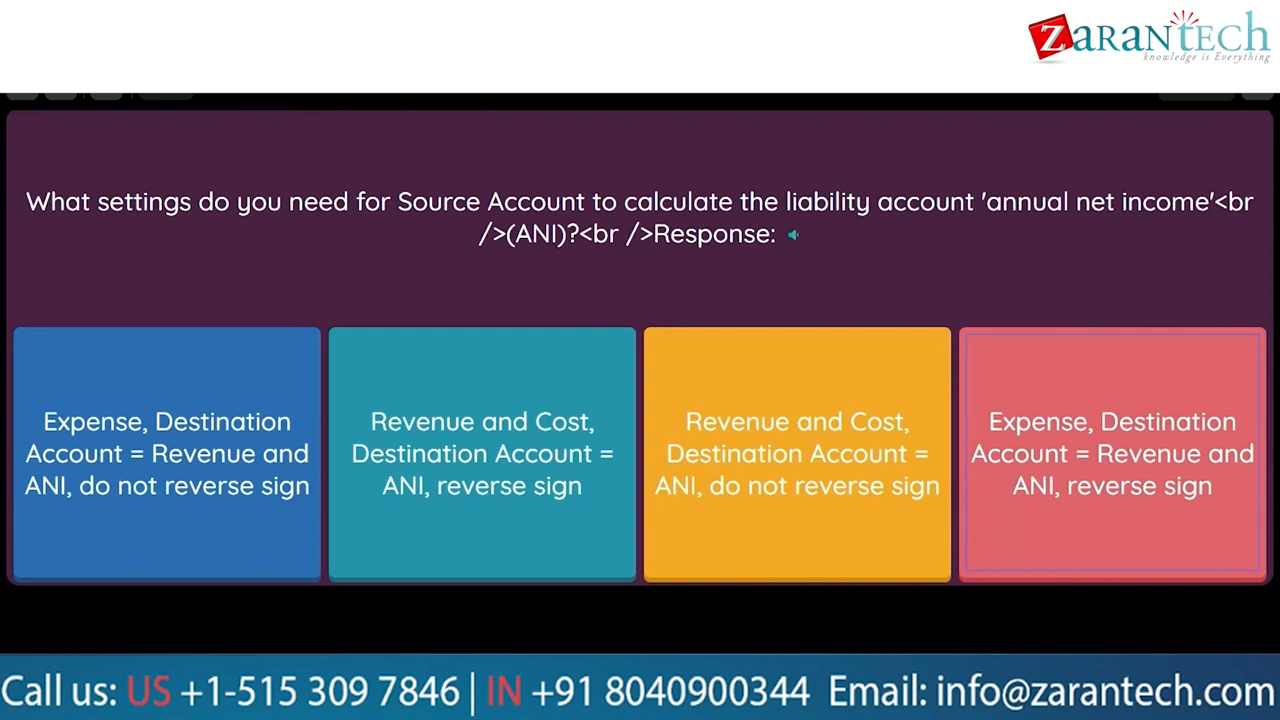 ZARANTECH
knowledge is Everything
What settings do you need for Source Account to calculate the liability account 'annual net income'<br
/>(ANI)?<br />Response:
Expense, Destination
Account = Revenue and
ANI, do not reverse sign
Revenue and Cost,
Destination Account =
ANI, reverse sign
Revenue and Cost,
Destination Account =
ANI, do not reverse sign
Expense, Destination
Account = Revenue and
ANI, reverse sign
Call us: US +1-515 309 7846 | IN +91 8040900344 Email: info@zarantech.com